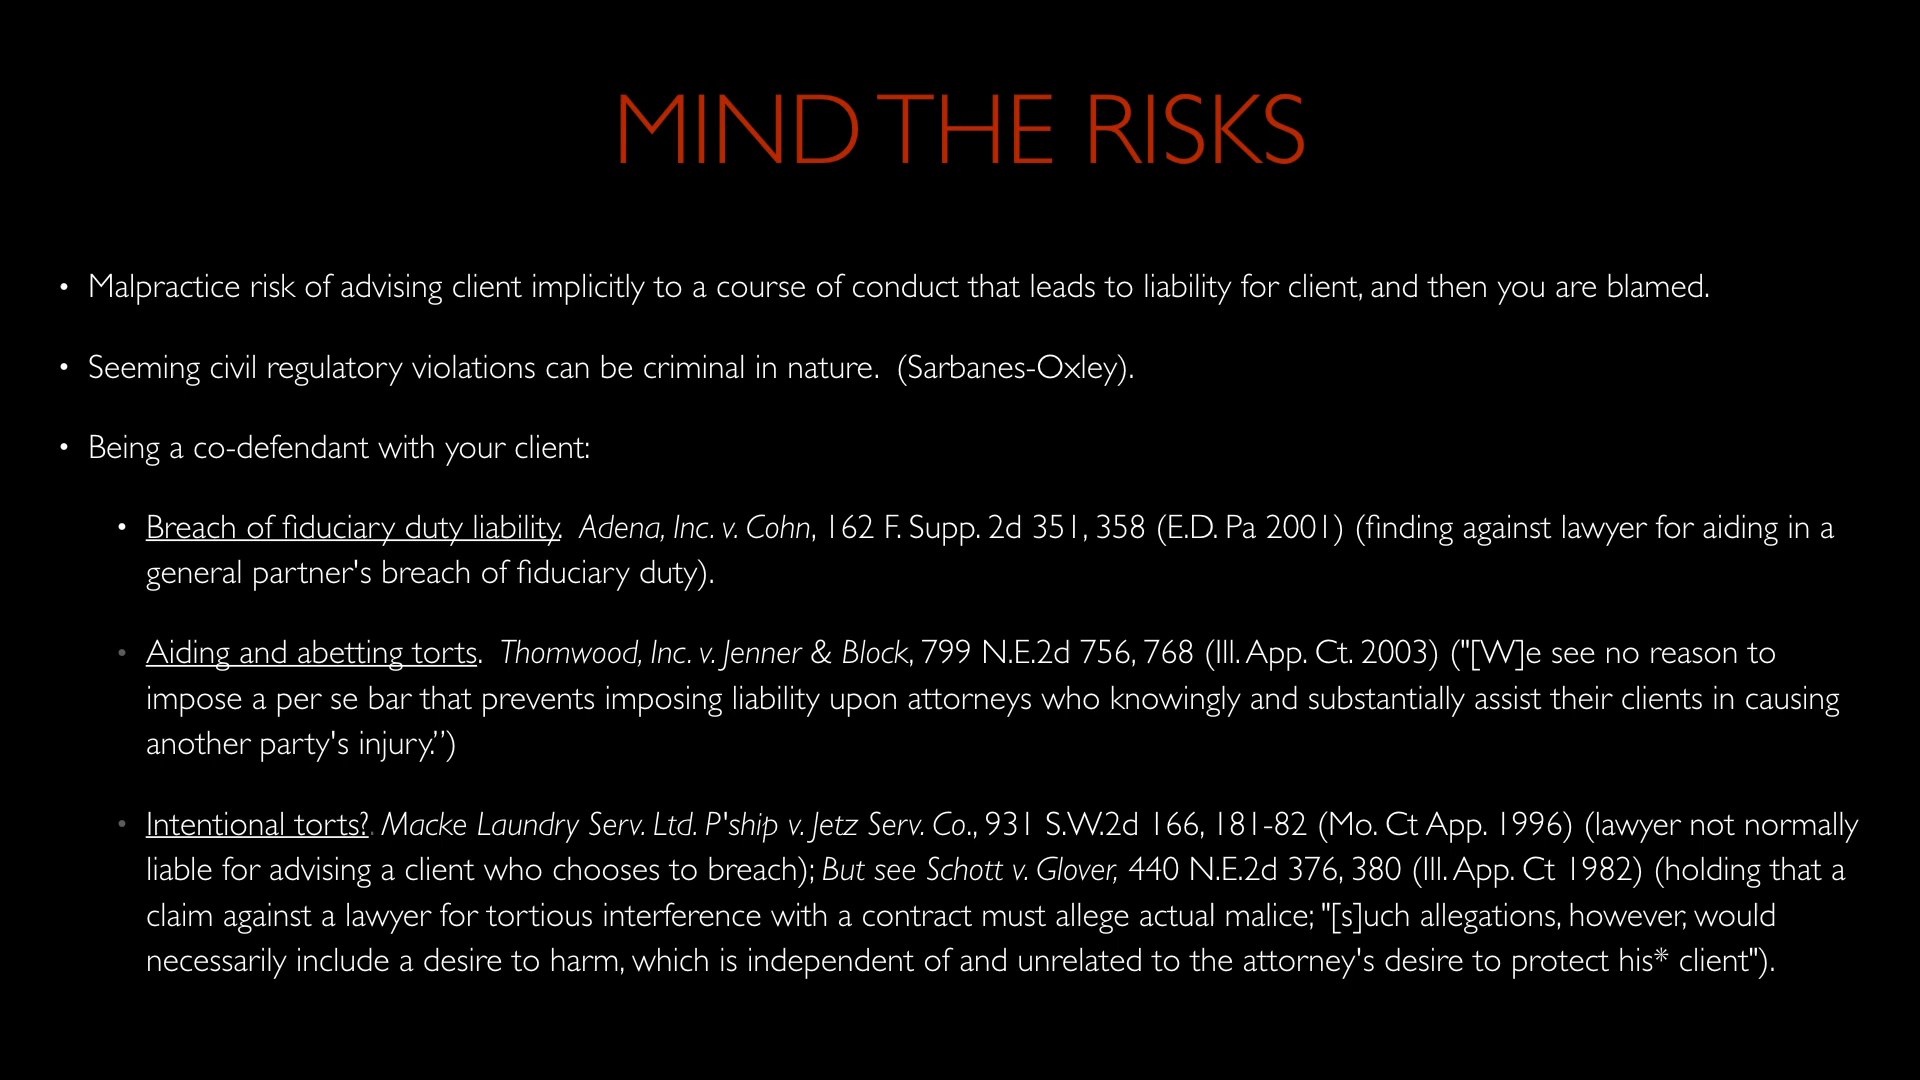 MIND THE RISKS
• Malpractice risk of advising client implicitly to a course of conduct that leads to liability for client, and then you are blamed.
• Seeming civil regulatory violations can be criminal in nature.  (Sarbanes-Oxley).
• Being a co-defendant with your client:
• Breach of fiduciary duty liability.  Adena, Inc. v. Cohn, 162 F. Supp. 2d 351, 358 (E.D. Pa 2001) (finding against lawyer for aiding in a
general partner's breach of fiduciary duty).
• Aiding and abetting torts.  Thomwood, Inc. v. Jenner & Block, 799 N.E.2d 756, 768 (Ill. App. Ct. 2003) ("[W]e see no reason to
impose a per se bar that prevents imposing liability upon attorneys who knowingly and substantially assist their clients in causing
another party's injury.”)
• Intentional torts?. Macke Laundry Serv. Ltd. P'ship v. Jetz Serv. Co., 931 S.W.2d 166, 181-82 (Mo. Ct App. 1996) (lawyer not normally
liable for advising a client who chooses to breach); But see Schott v. Glover, 440 N.E.2d 376, 380 (Ill. App. Ct 1982) (holding that a
claim against a lawyer for tortious interference with a contract must allege actual malice; "[s]uch allegations, however, would
necessarily include a desire to harm, which is independent of and unrelated to the attorney's desire to protect his* client").